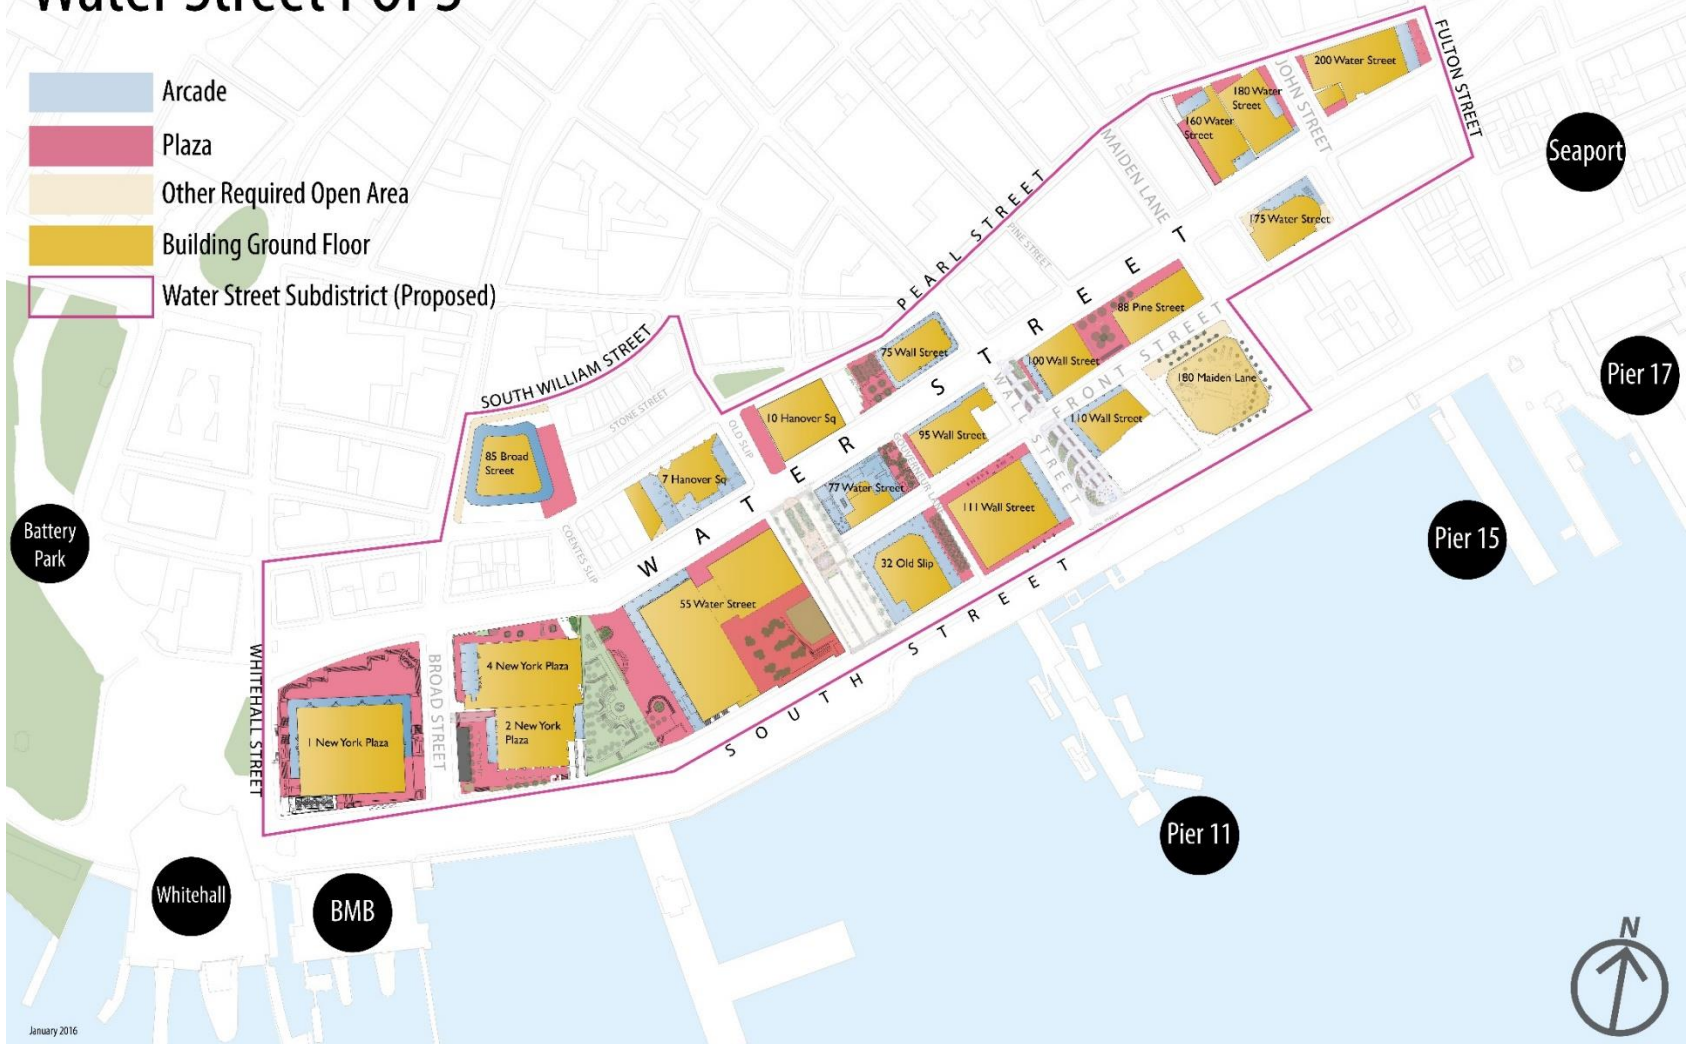 Water Street POPS
Arcade
Plaza
Other Required Open Area
Building Ground Floor
Water Street Subdistrict (Proposed)
FULTON STREET
200 Water Street
JOHN STREET
180 Water
Street
160 Water
Street
Seaport
MAIDEN LANE
PEARL STREET
PINE STREET
175 Water Street
WATER STREET
88 Pine Street
SOUTH WILLIAM STREET
75 Wall Street
100 Wall Street
FRONT STREET
180 Maiden Lane
Pier 17
STONE STREET
WALL STREET
10 Hanover Sq
OLD SLIP
110 Wall Street
95 Wall Street
GOUVERNEUR LANE
85 Broad
Street
7 Hanover Sq
77 Water Street
111 Wall Street
Battery
Park
COENTES SLIP
Pier 15
32 Old Slip
55 Water Street
SOUTH STREET
WHITEHALL STREET
BROAD STREET
4 New York Plaza
2 New York
Plaza
1 New York Plaza
Pier 11
Whitehall
BMB
N
January 2016